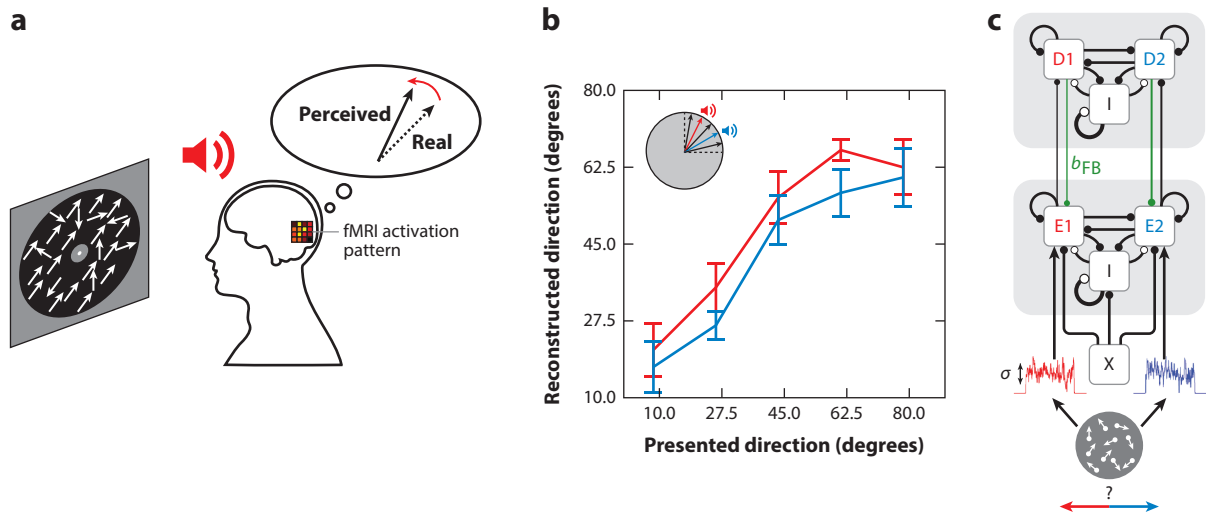 a
Perceived
Real
fMRI activation
pattern
b
Reconstructed direction (degrees)
80.0
62.5
45.0
27.5
10.0
10.0
27.5
45.0
62.5
80.0
Presented direction (degrees)
c
D1
D2
I
bFB
E1
E2
I
X
σ
?